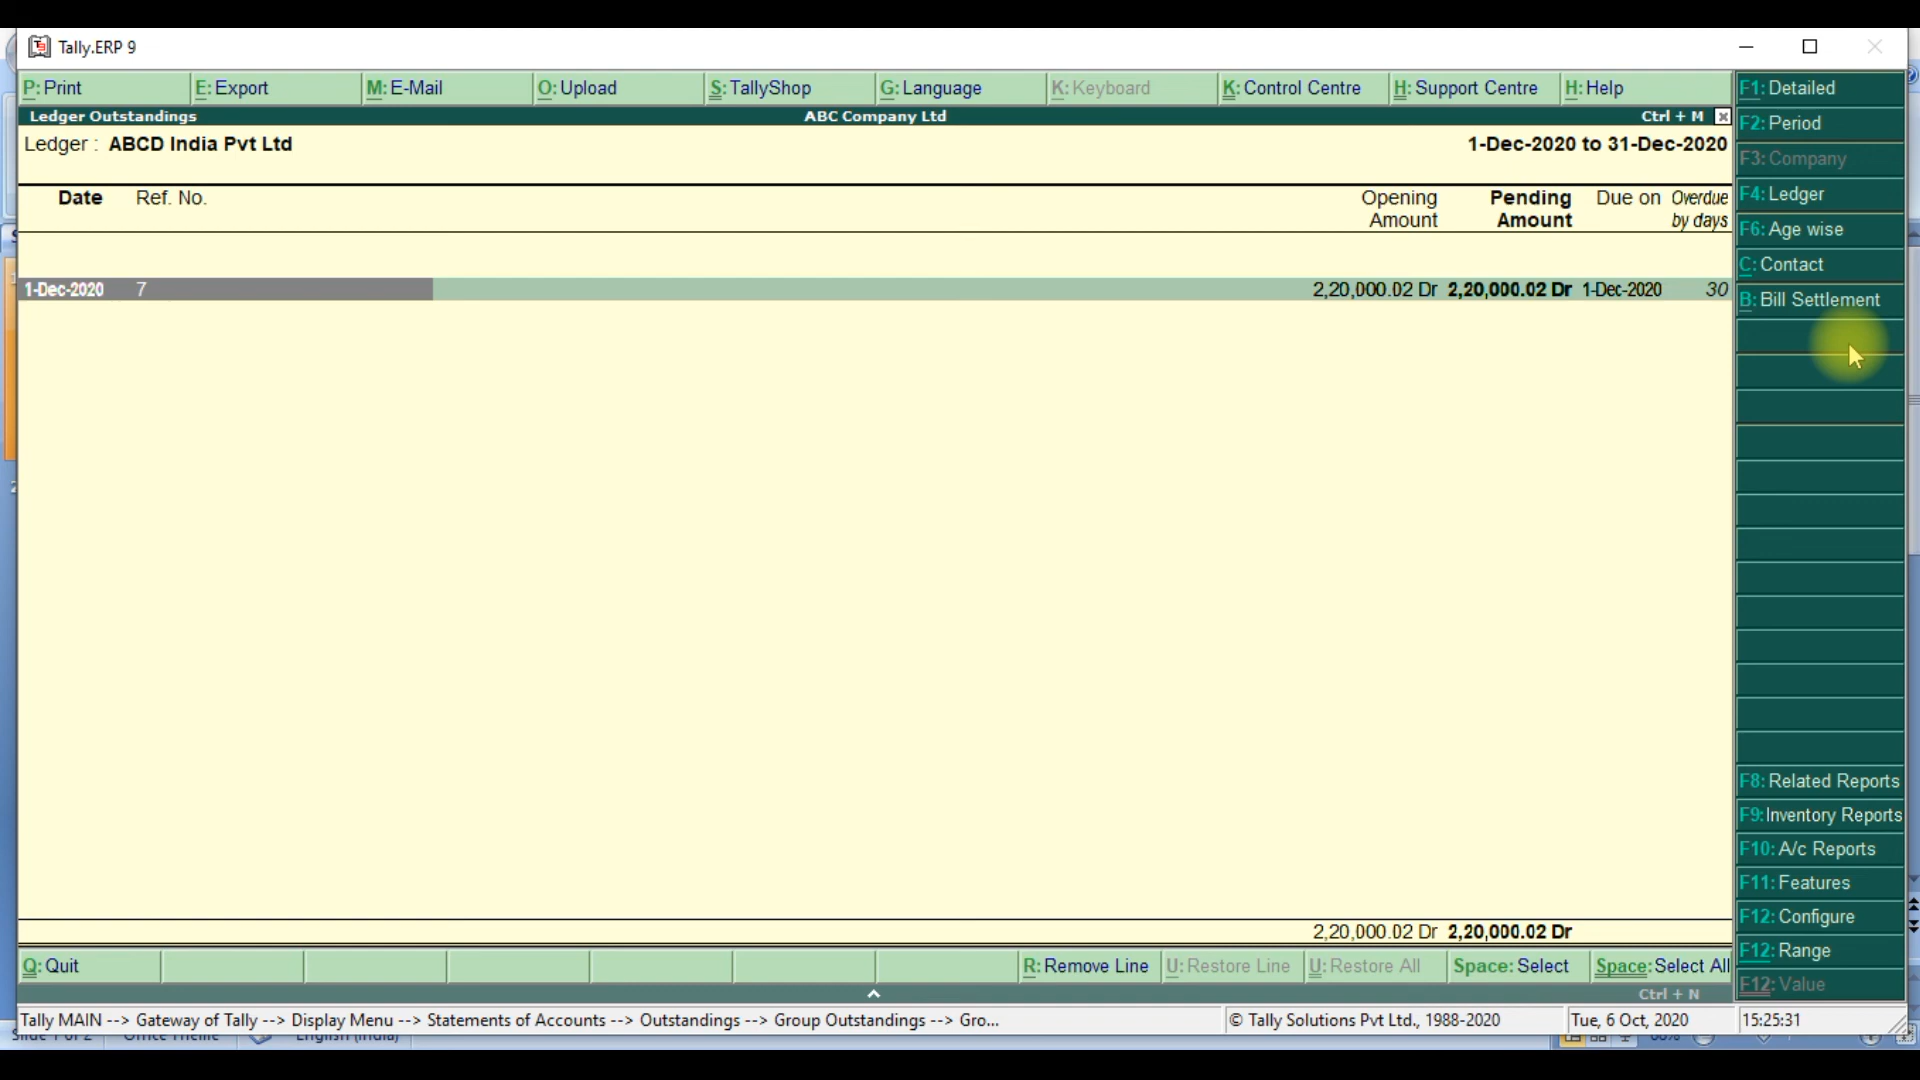 Tally.ERP 9
P: Print E: Export M: E-Mail O: Upload S: TallyShop G: Language K: Keyboard K: Control Centre H: Support Centre H: Help
Ledger Outstandings ABC Company Ltd Ctrl + M
Ledger : ABCD India Pvt Ltd 1-Dec-2020 to 31-Dec-2020
Date Ref. No. Opening Amount Pending Amount Due on Overdue by days
1-Dec-2020 7 2,20,000.02 Dr 2,20,000.02 Dr 1-Dec-2020 30
2,20,000.02 Dr 2,20,000.02 Dr
F1: Detailed
F2: Period
F3: Company
F4: Ledger
F6: Age wise
C: Contact
B: Bill Settlement
F8: Related Reports
F9: Inventory Reports
F10: A/c Reports
F11: Features
F12: Configure
F12: Range
F12: Value
Q: Quit R: Remove Line U: Restore Line U: Restore All Space: Select Space: Select All
Ctrl + N
Tally MAIN --> Gateway of Tally --> Display Menu --> Statements of Accounts --> Outstandings --> Group Outstandings --> Gro... © Tally Solutions Pvt Ltd., 1988-2020 Tue, 6 Oct, 2020 15:25:31